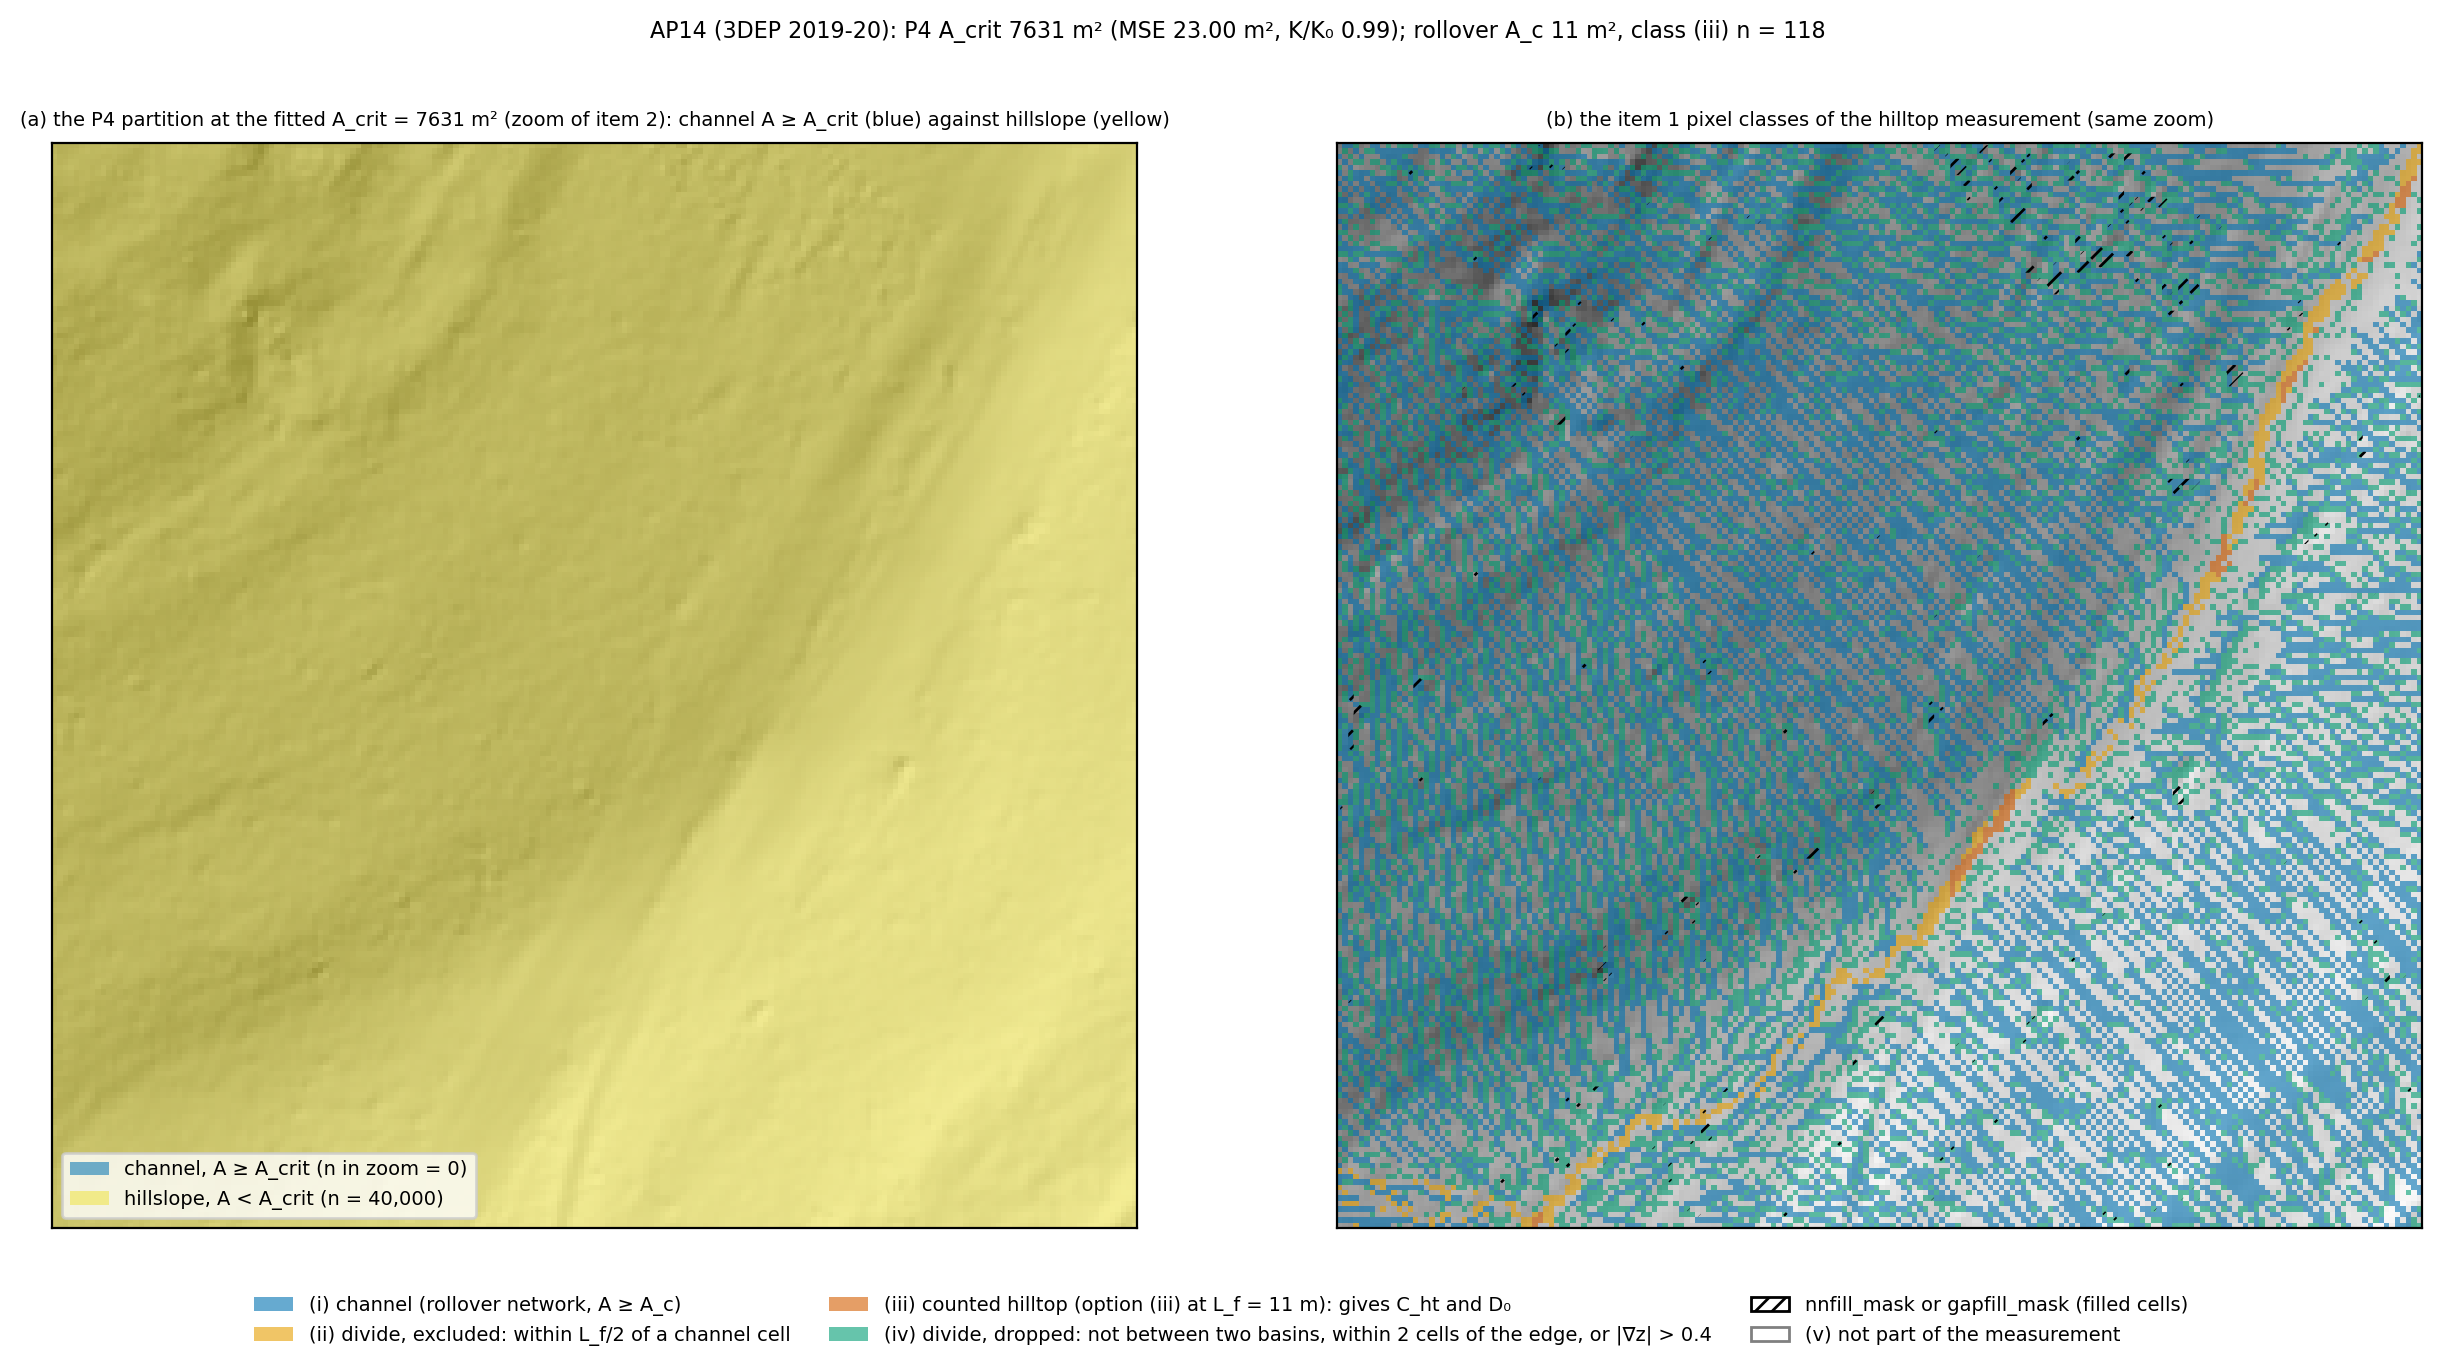 AP14 (3DEP 2019-20): P4 A_crit 7631 m² (MSE 23.00 m², K/K₀ 0.99); rollover A_c 11 m², class (iii) n = 118
(a) the P4 partition at the fitted A_crit = 7631 m² (zoom of item 2): channel A ≥ A_crit (blue) against hillslope (yellow)
(b) the item 1 pixel classes of the hilltop measurement (same zoom)
channel, A ≥ A_crit (n in zoom = 0)
hillslope, A < A_crit (n = 40,000)
(i) channel (rollover network, A ≥ A_c)
(ii) divide, excluded: within L_f/2 of a channel cell
(iii) counted hilltop (option (iii) at L_f = 11 m): gives C_ht and D₀
(iv) divide, dropped: not between two basins, within 2 cells of the edge, or |∇z| > 0.4
nnfill_mask or gapfill_mask (filled cells)
(v) not part of the measurement